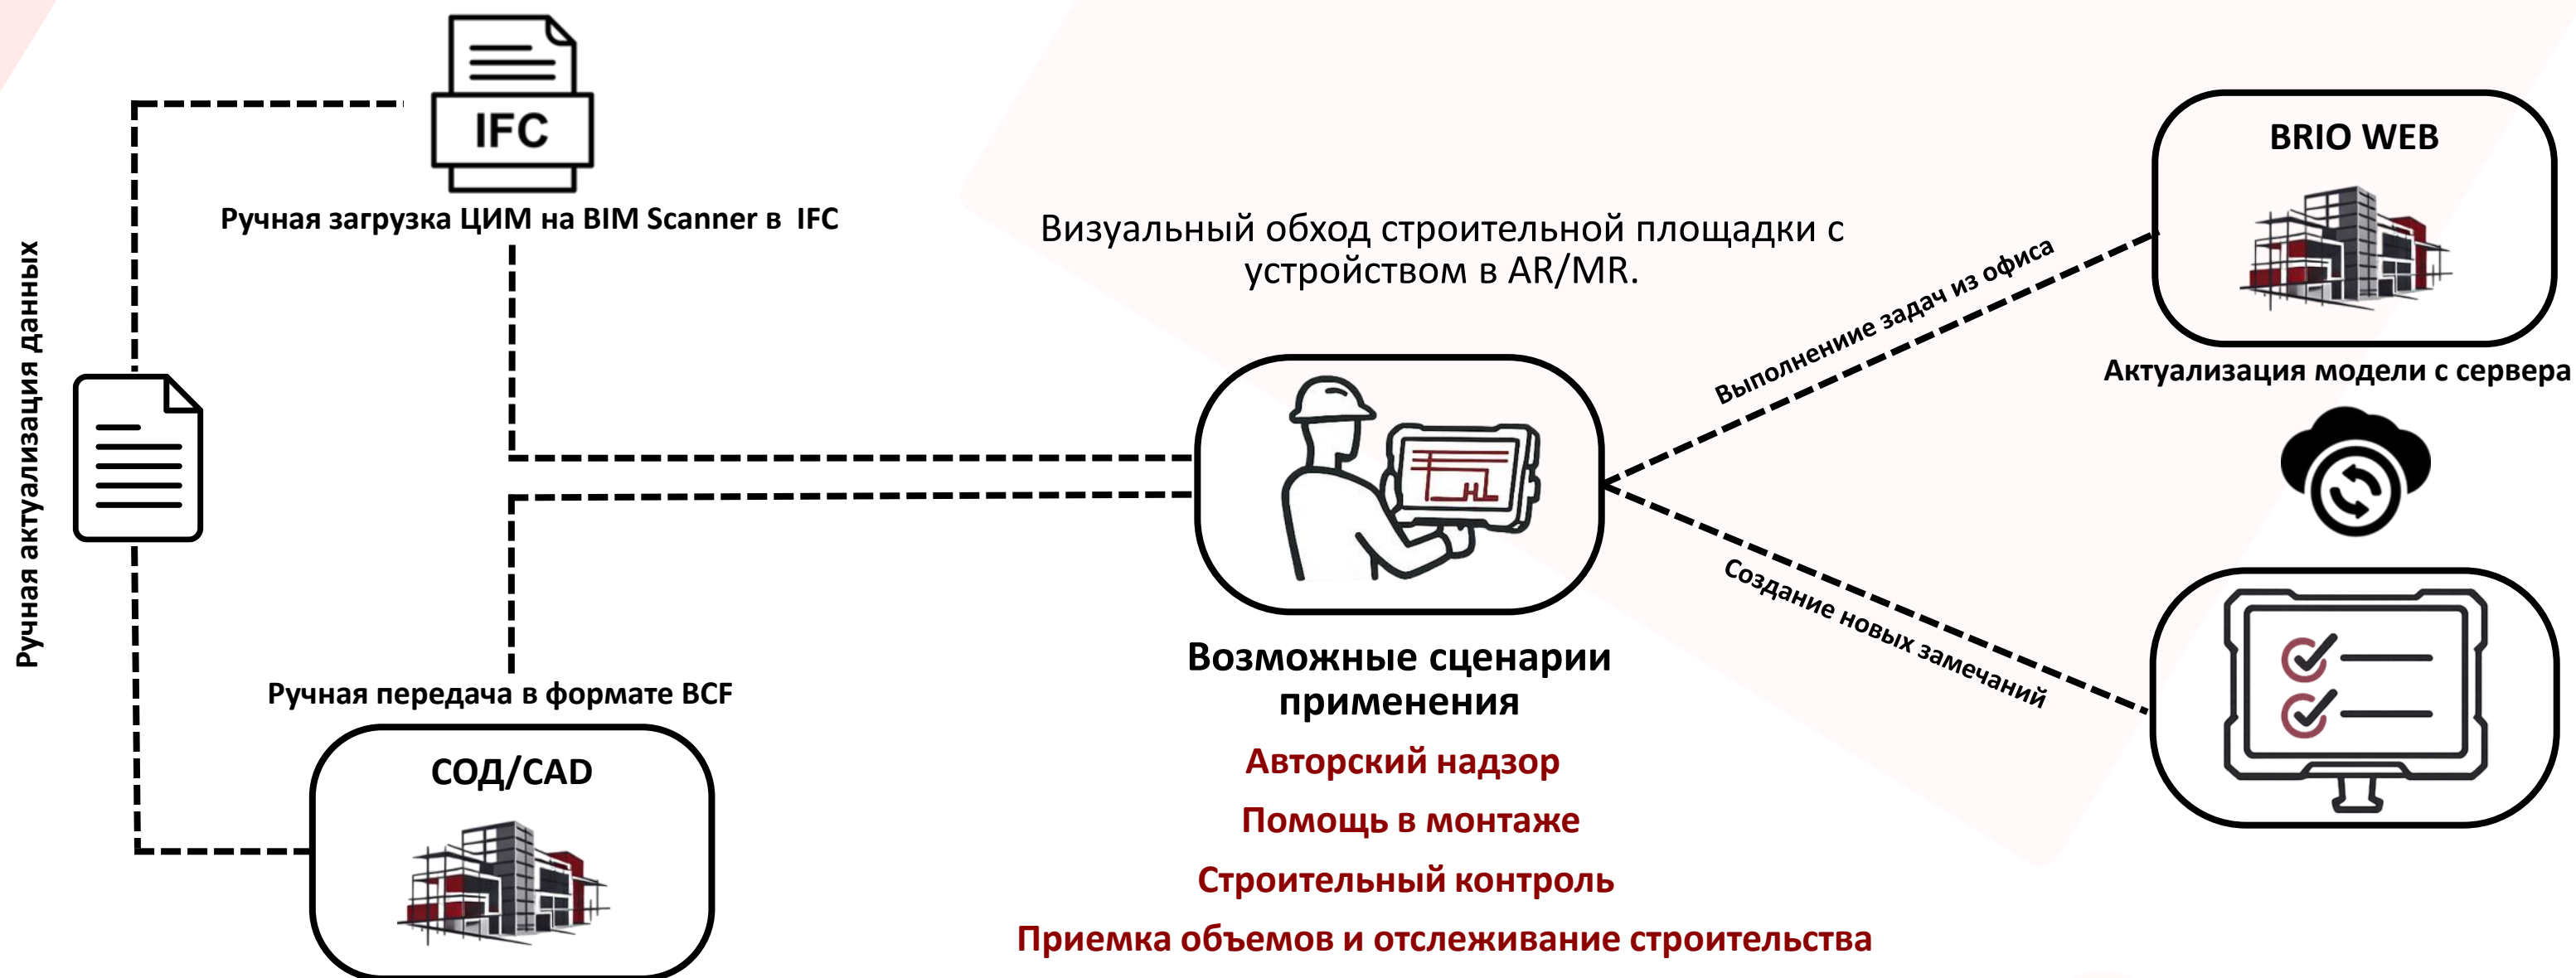 IFC
Ручная загрузка ЦИМ на BIM Scanner в IFC
Ручная актуализация данных
Ручная передача в формате BCF
СОД/CAD
Визуальный обход строительной площадки с
устройством в AR/MR.
Возможные сценарии
применения
Авторский надзор
Помощь в монтаже
Строительный контроль
Приемка объемов и отслеживание строительства
Выполнениие задач из офиса
Создание новых замечаний
BRIO WEB
Актуализация модели с сервера